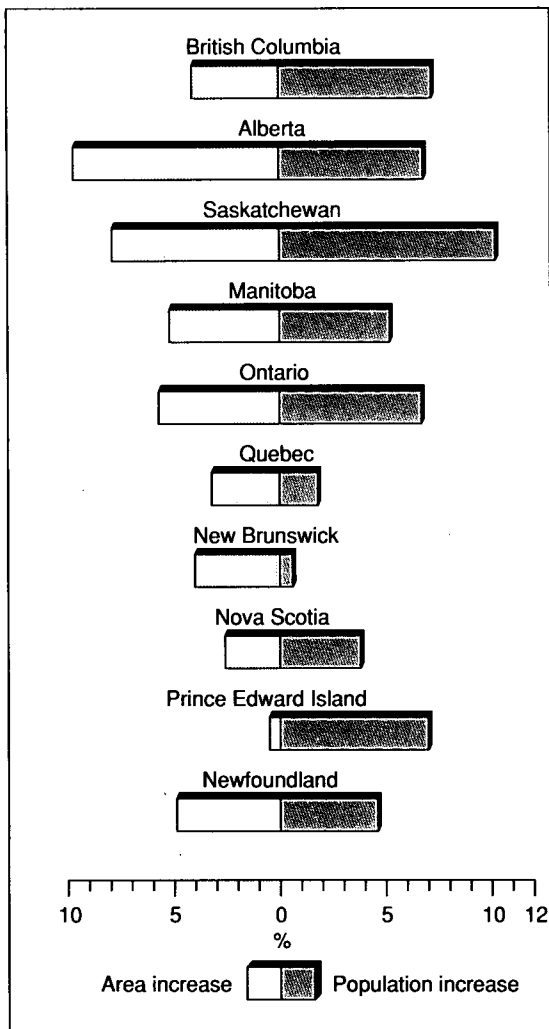 British Columbia
Alberta
Saskatchewan
Manitoba
Ontario
Quebec
New Brunswick
Nova Scotia
Prince Edward Island
Newfoundland
10 5 0 5 10 12
%
Area increase Population increase